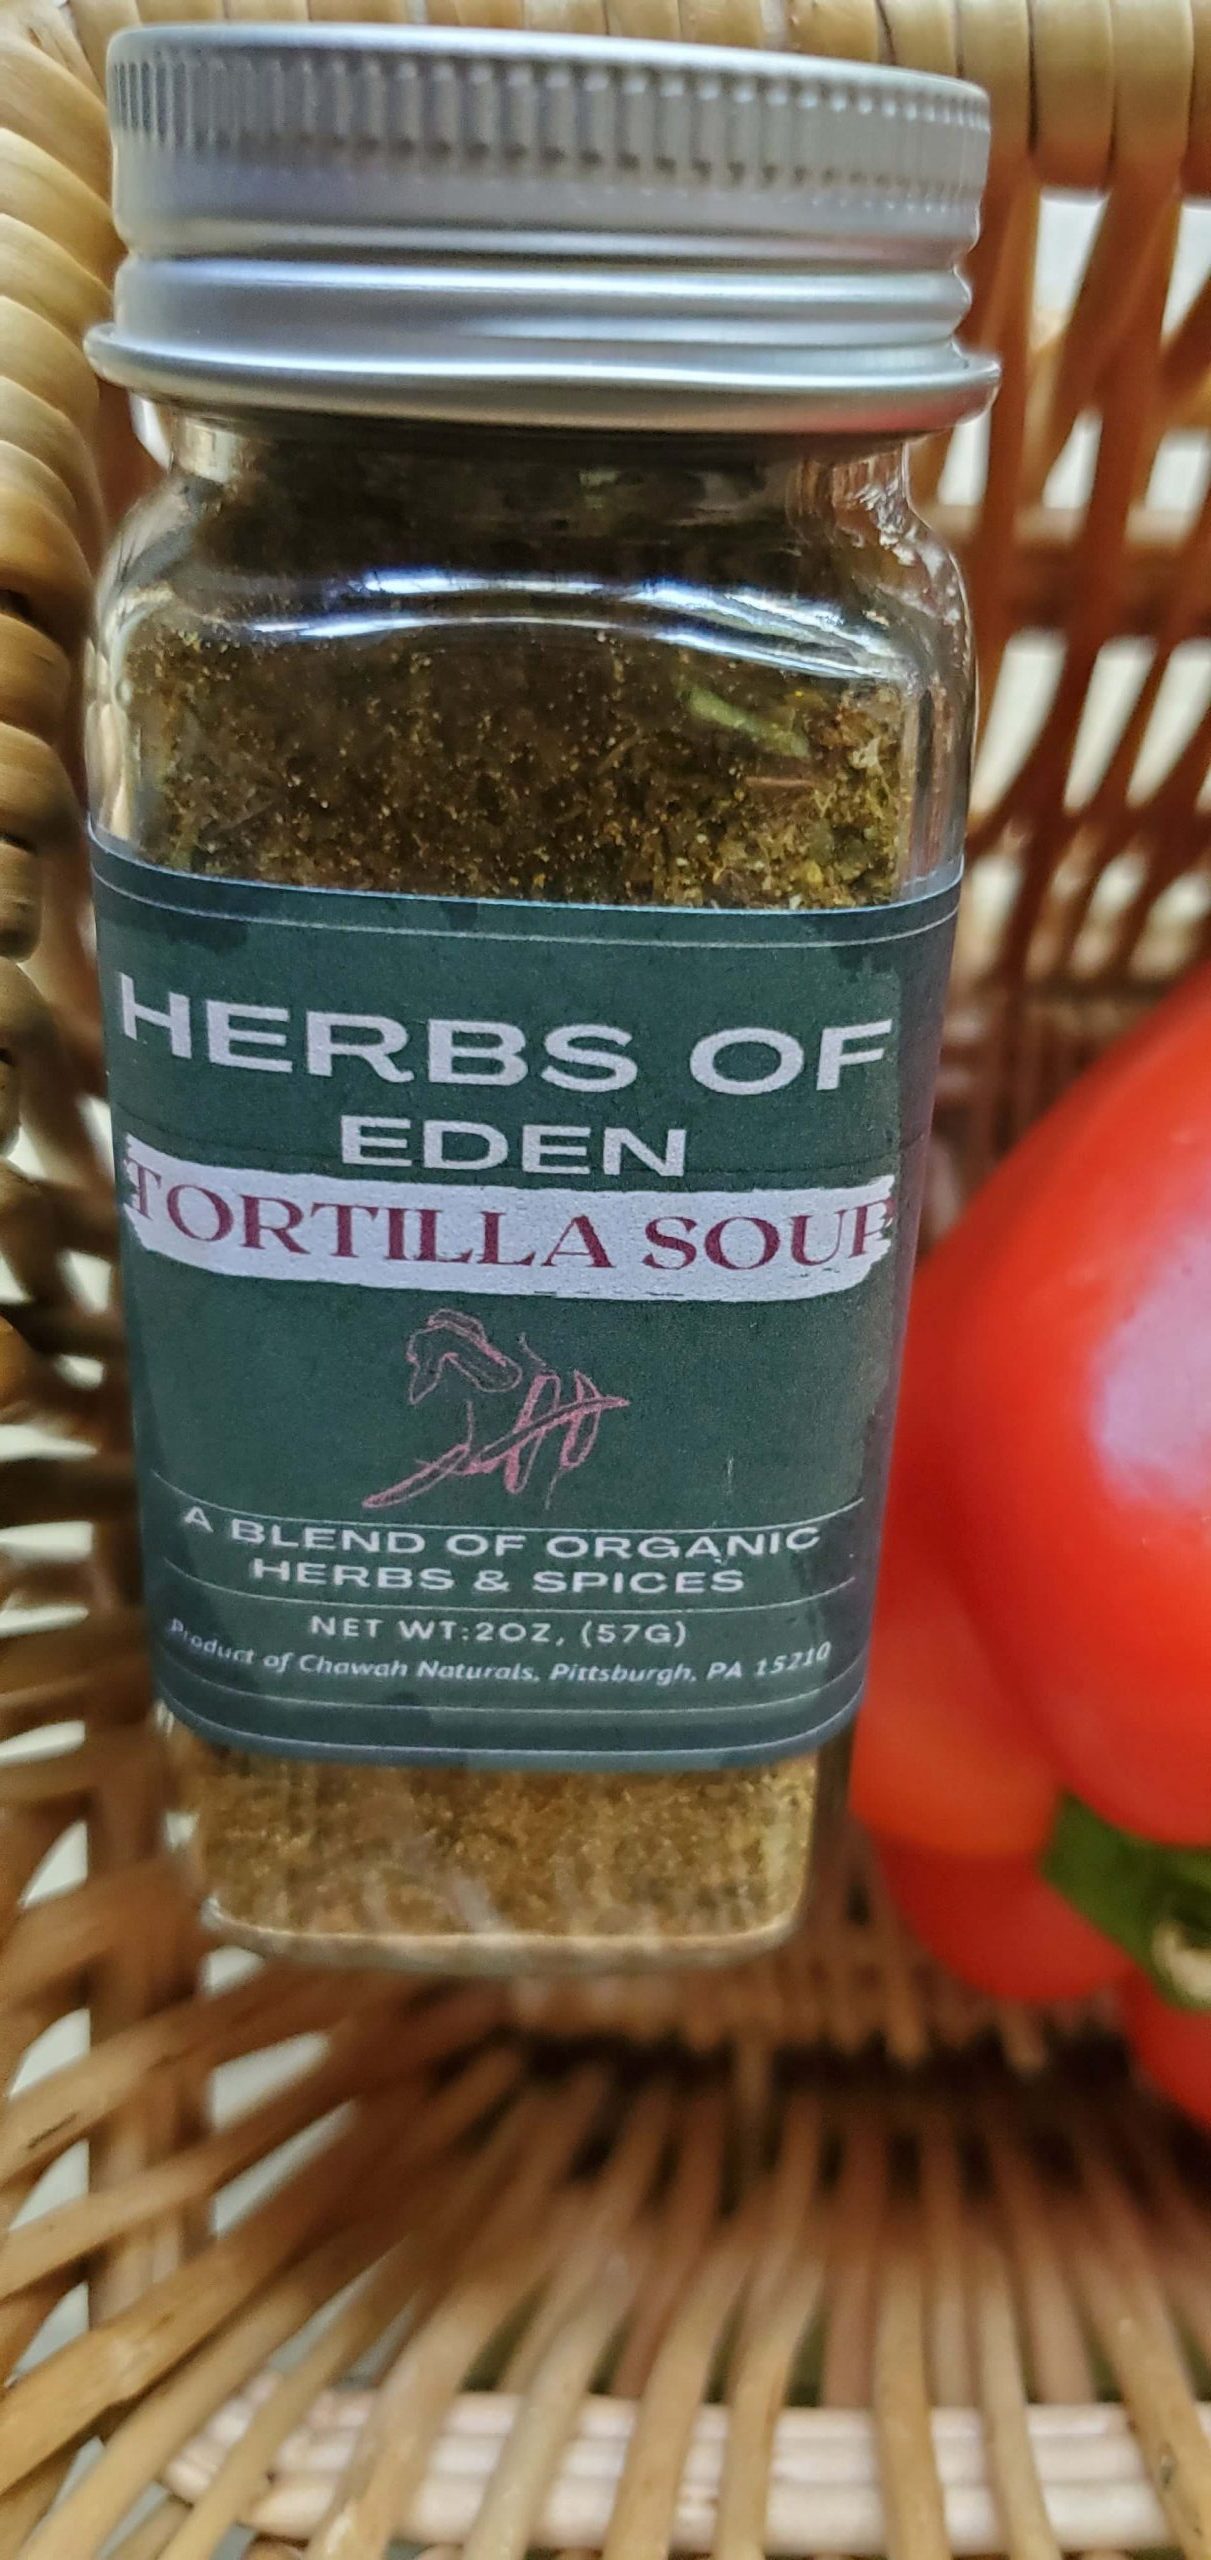 HERBS OF
EDEN
TORTILLA SOUP
A BLEND OF ORGANIC
HERBS & SPICES
NET WT:2OZ, (57G)
Product of Chawah Naturals, Pittsburgh, PA 15210